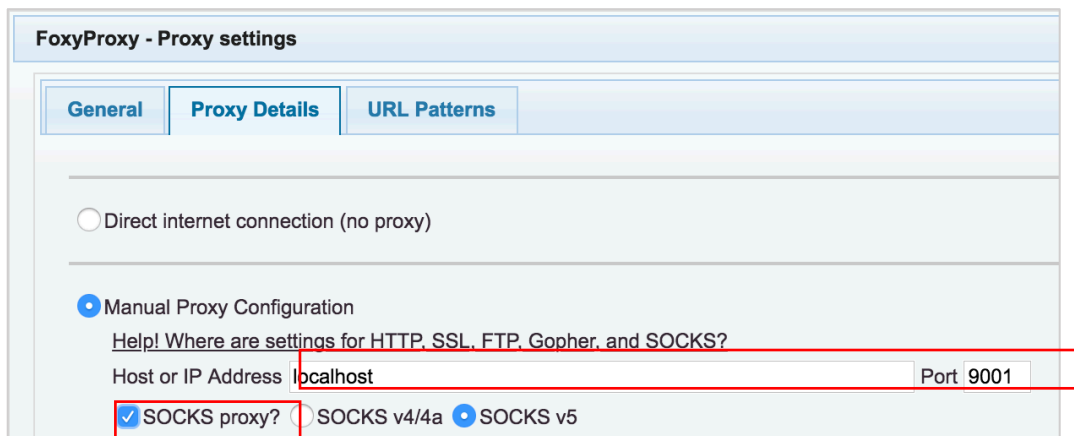 FoxyProxy - Proxy settings
General Proxy Details URL Patterns
Direct internet connection (no proxy)
Manual Proxy Configuration
Help! Where are settings for HTTP, SSL, FTP, Gopher, and SOCKS?
Host or IP Address localhost Port 9001
SOCKS proxy? SOCKS v4/4a SOCKS v5